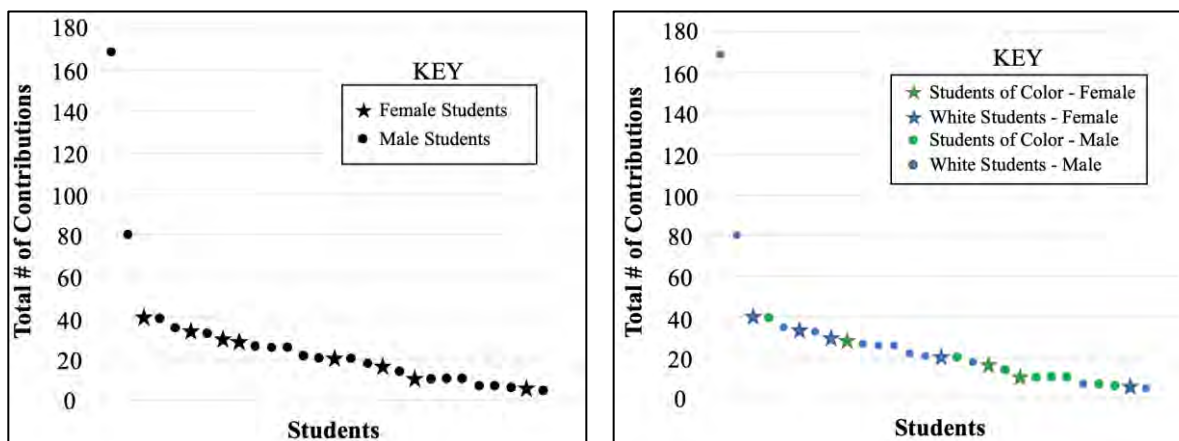 Total # of Contributions
180
160
140
120
100
80
60
40
20
0
KEY
Female Students
Male Students
Students
Total # of Contributions
180
160
140
120
100
80
60
40
20
0
KEY
Students of Color - Female
White Students - Female
Students of Color - Male
White Students - Male
Students